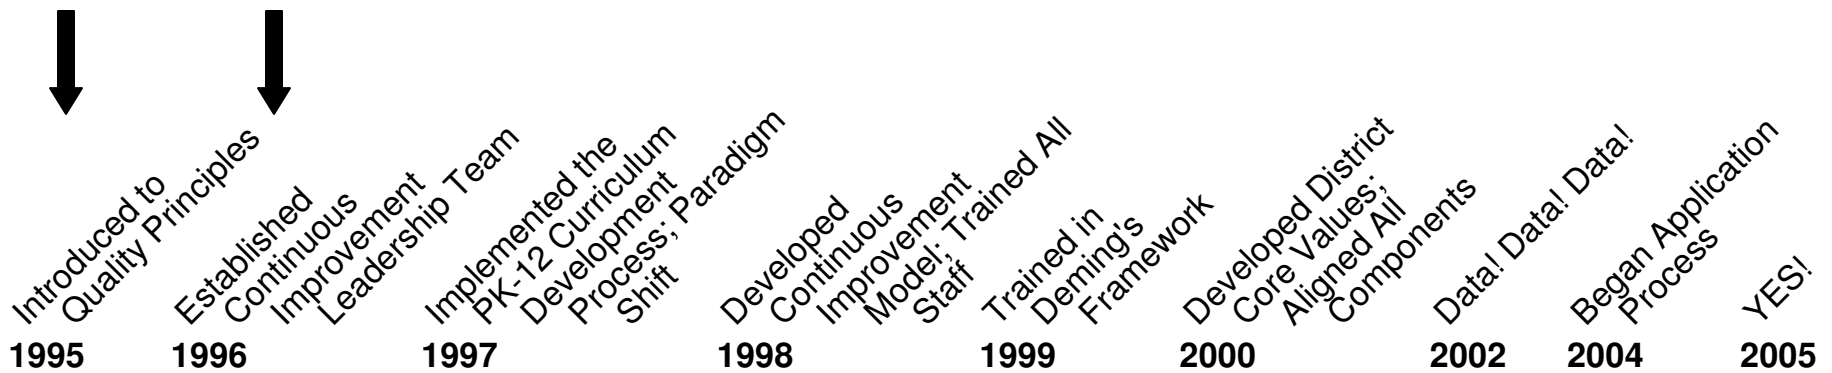 Introduced to
Quality Principles
1995
Established
Continuous
Improvement
Leadership Team
1996
Implemented the
PK-12 Curriculum
Development
Process; Paradigm
Shift
1997
Developed
Continuous
Improvement
Model; Trained All
Staff
1998
Trained in
Deming's
Framework
1999
Developed District
Core Values;
Aligned All
Components
2000
Data! Data! Data!
2002
Began Application
Process
2004
YES!
2005